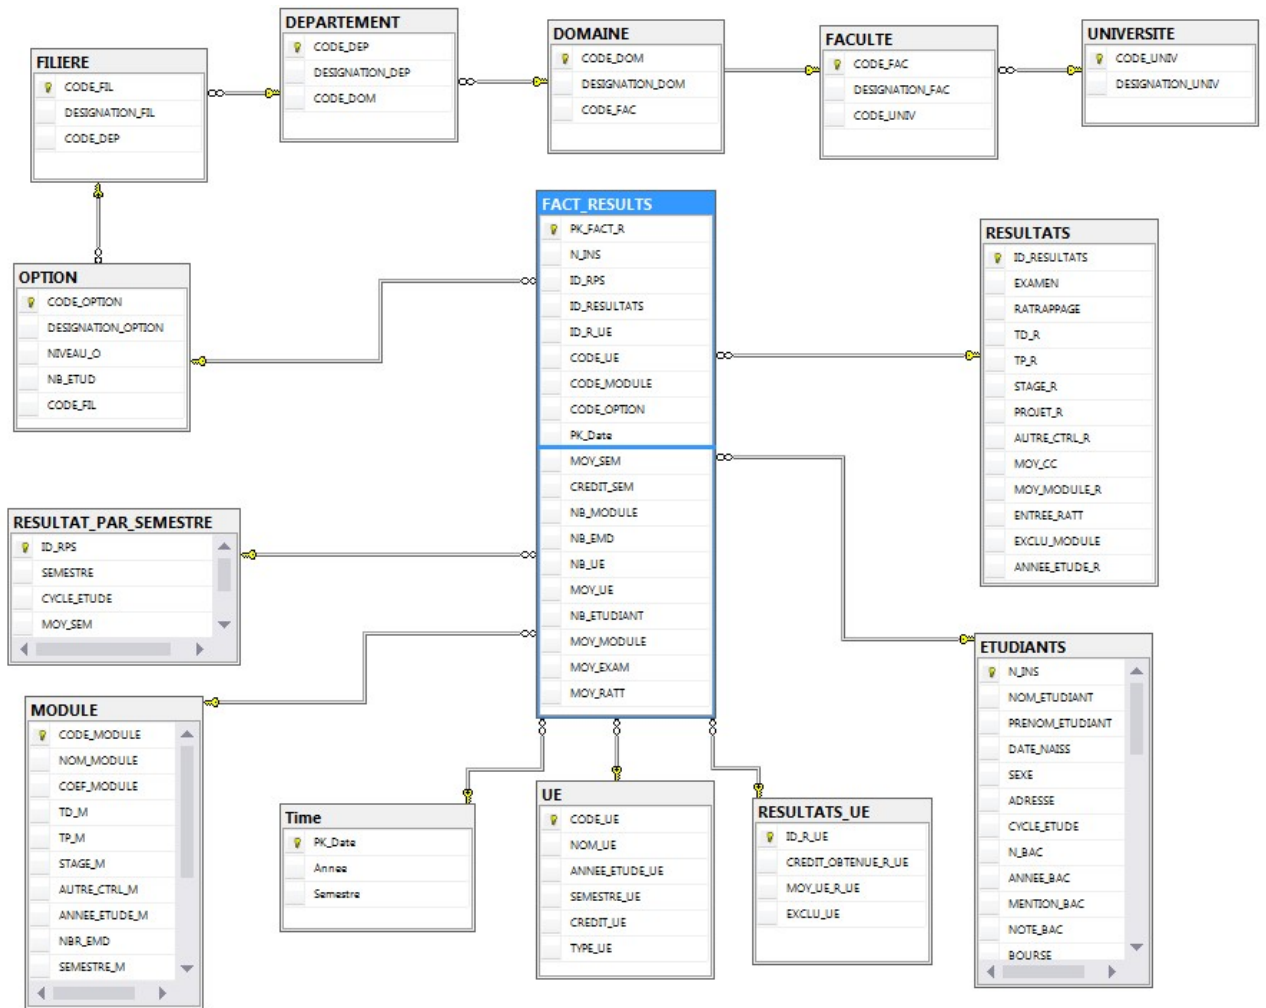 DEPARTEMENT
CODE_DEP
DESIGNATION_DEP
CODE_DOM
DOMAINE
CODE_DOM
DESIGNATION_DOM
CODE_FAC
FACULTE
CODE_FAC
DESIGNATION_FAC
CODE_UNIV
UNIVERSITE
CODE_UNIV
DESIGNATION_UNIV
FILIERE
CODE_FIL
DESIGNATION_FIL
CODE_DEP
FACT_RESULTS
PK_FACT_R
N_INS
ID_RPS
ID_RESULTATS
ID_R_UE
CODE_UE
CODE_MODULE
CODE_OPTION
PK_Date
MOY_SEM
CREDIT_SEM
NB_MODULE
NB_EMD
NB_UE
MOY_UE
NB_ETUDIANT
MOY_MODULE
MOY_EXAM
MOY_RATT
RESULTATS
ID_RESULTATS
EXAMEN
RATRAPPAGE
TD_R
TP_R
STAGE_R
PROJET_R
AUTRE_CTRL_R
MOY_CC
MOY_MODULE_R
ENTREE_RATT
EXCLU_MODULE
ANNEE_ETUDE_R
OPTION
CODE_OPTION
DESIGNATION_OPTION
NIVEAU_O
NB_ETUD
CODE_FIL
RESULTAT_PAR_SEMESTRE
ID_RPS
SEMESTRE
CYCLE_ETUDE
MOY_SEM
ETUDIANTS
N_INS
NOM_ETUDIANT
PRENOM_ETUDIANT
DATE_NAISS
SEXE
ADRESSE
CYCLE_ETUDE
N_BAC
ANNEE_BAC
MENTION_BAC
NOTE_BAC
BOURSE
MODULE
CODE_MODULE
NOM_MODULE
COEF_MODULE
TD_M
TP_M
STAGE_M
AUTRE_CTRL_M
ANNEE_ETUDE_M
NBR_EMD
SEMESTRE_M
Time
PK_Date
Annee
Semestre
UE
CODE_UE
NOM_UE
ANNEE_ETUDE_UE
SEMESTRE_UE
CREDIT_UE
TYPE_UE
RESULTATS_UE
ID_R_UE
CREDIT_OBTENUE_R_UE
MOY_UE_R_UE
EXCLU_UE